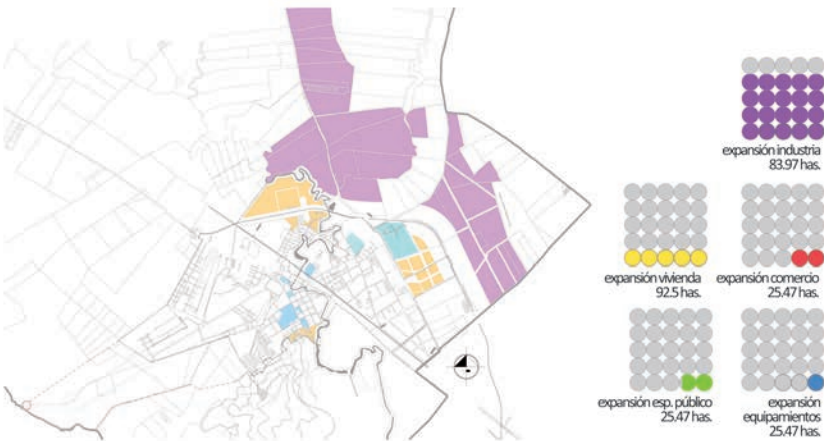 expansión industria
83.97 has.
expansión vivienda
92.5 has.
expansión comercio
25.47 has.
expansión esp. público
25.47 has.
expansión
equipamientos
25.47 has.